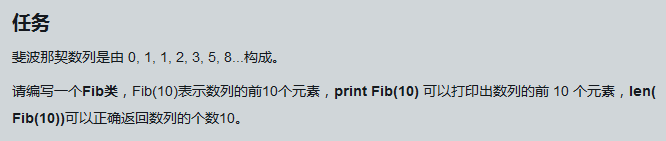 任务
斐波那契数列是由 0, 1, 1, 2, 3, 5, 8...构成。
请编写一个Fib类，Fib(10)表示数列的前10个元素，print Fib(10) 可以打印出数列的前 10 个元素，len(
Fib(10))可以正确返回数列的个数10。